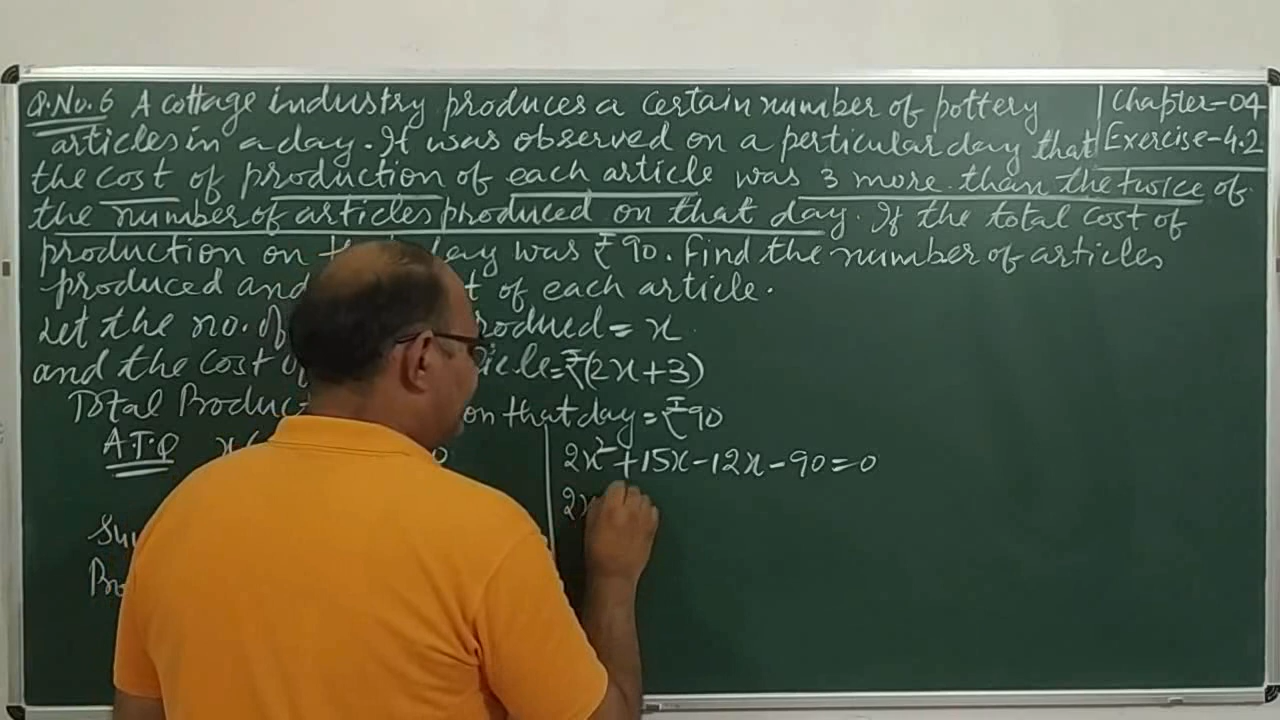 Q.No.6 A cottage industry produces a certain number of pottery
articles in a day. It was observed on a perticular day that
the cost of production of each article was 3 more than the twice of
the number of articles produced on that day. If the total cost of
production on day was ₹90. Find the number of articles
produced and of each article.
Let the no. of = x.
and the cost of = ₹(2x+3)
Total on that day = ₹90
A.T.Q x(
2x²+15x-12x-90=0
2x
Chapter-04
Exercise-4.2